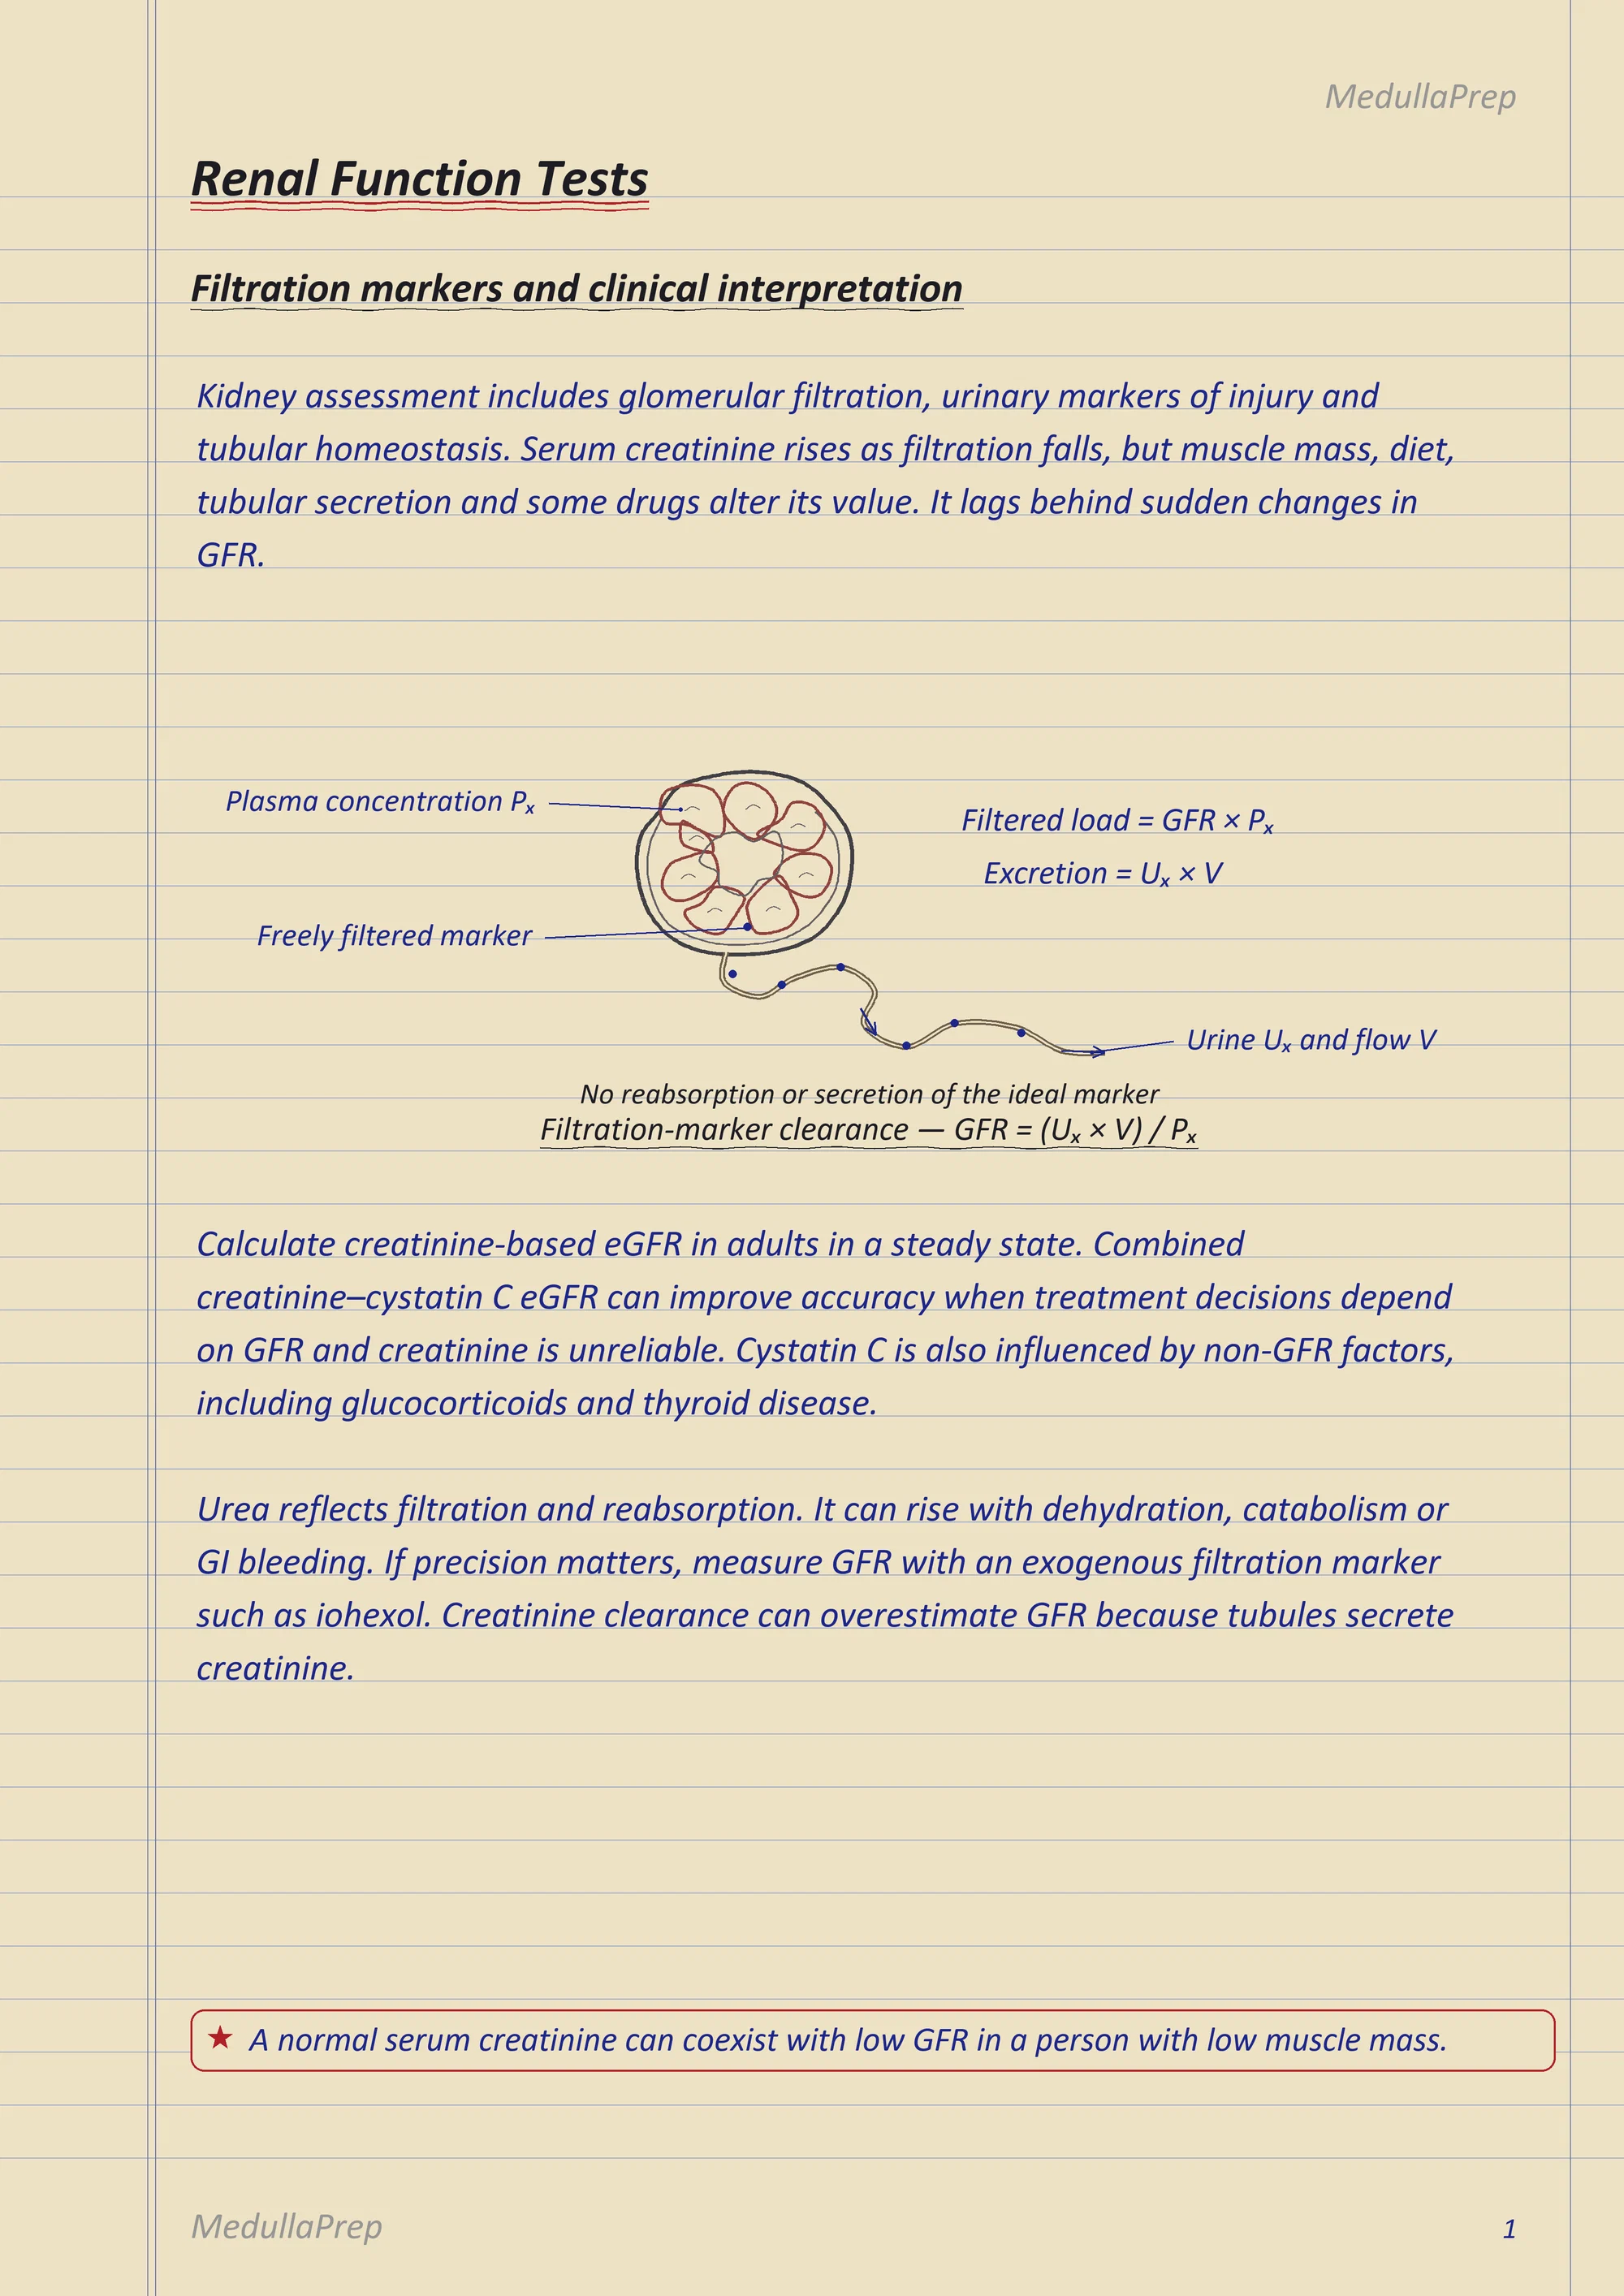 MedullaPrep
Renal Function Tests
Filtration markers and clinical interpretation
Kidney assessment includes glomerular filtration, urinary markers of injury and
tubular homeostasis. Serum creatinine rises as filtration falls, but muscle mass, diet,
tubular secretion and some drugs alter its value. It lags behind sudden changes in
GFR.
Plasma concentration Pₓ
Filtered load = GFR × Pₓ
Excretion = Uₓ × V
Freely filtered marker
Urine Uₓ and flow V
No reabsorption or secretion of the ideal marker
Filtration-marker clearance — GFR = (Uₓ × V) / Pₓ
Calculate creatinine-based eGFR in adults in a steady state. Combined
creatinine–cystatin C eGFR can improve accuracy when treatment decisions depend
on GFR and creatinine is unreliable. Cystatin C is also influenced by non-GFR factors,
including glucocorticoids and thyroid disease.
Urea reflects filtration and reabsorption. It can rise with dehydration, catabolism or
GI bleeding. If precision matters, measure GFR with an exogenous filtration marker
such as iohexol. Creatinine clearance can overestimate GFR because tubules secrete
creatinine.
★ A normal serum creatinine can coexist with low GFR in a person with low muscle mass.
MedullaPrep
1